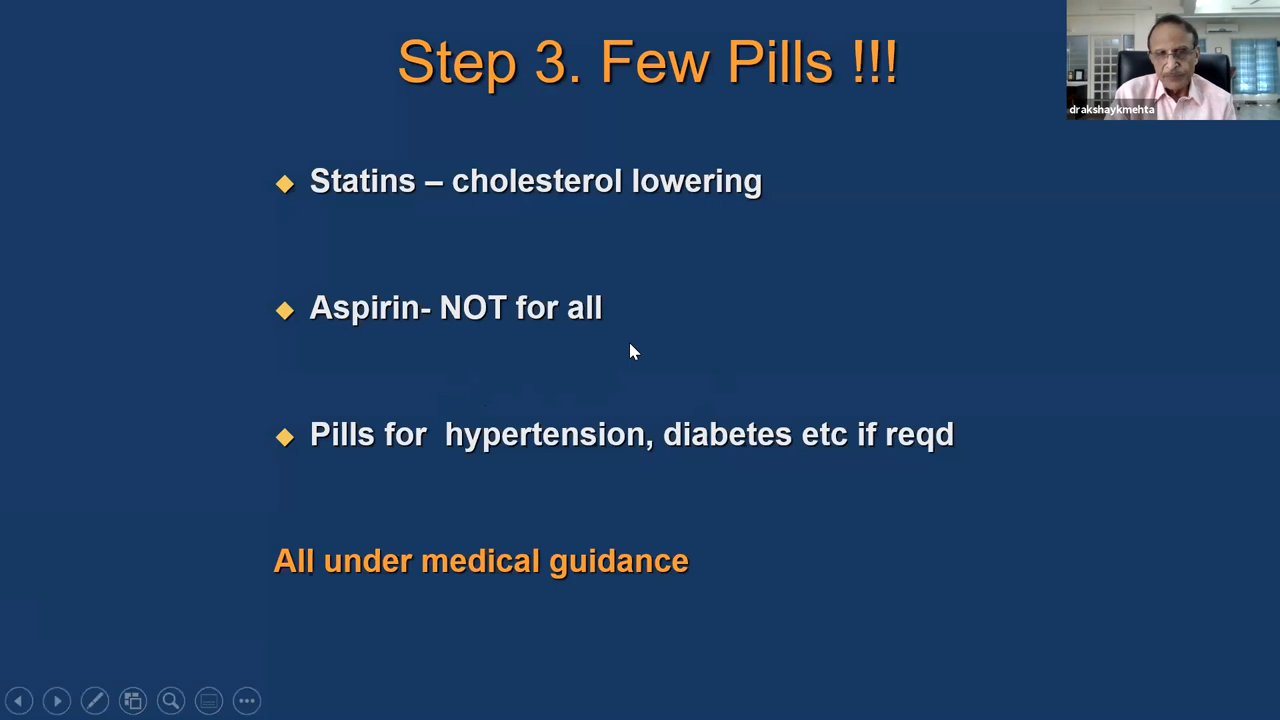 Step 3. Few Pills !!!
drakshaykmehta
Statins – cholesterol lowering
Aspirin- NOT for all
Pills for  hypertension, diabetes etc if reqd
All under medical guidance